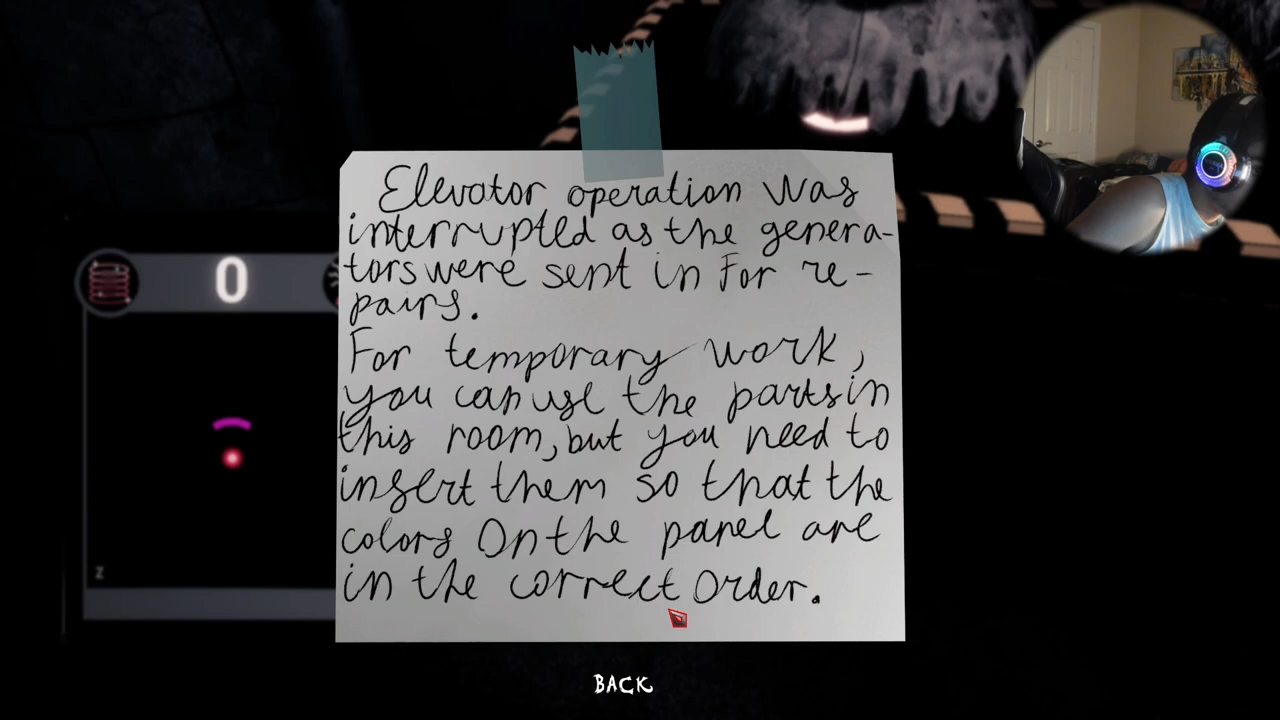 Elevator operation was
interruptled as the genera-
tors were sent in For re-
pairs.
For temporary work,
you can use the parts in
this room, but you need to
insert them so that the
colors On the panel are
in the correct Order.
0
Z
BACK